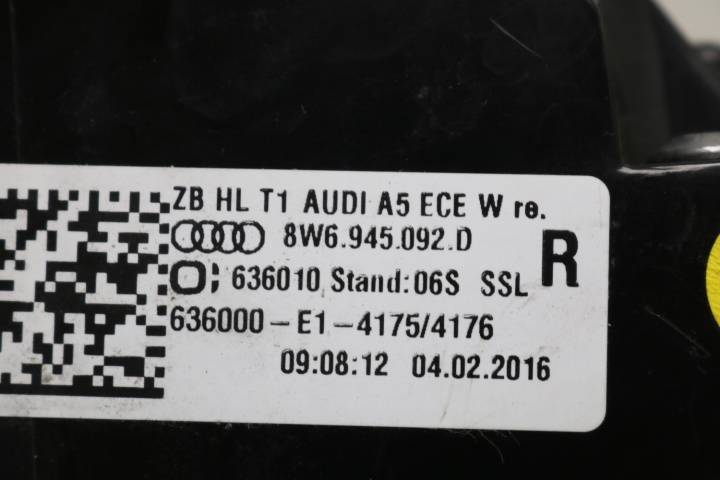 ZB HL T1 AUDI A5 ECE W re.
8W6.945.092.D R
636010 Stand:06S SSL
636000-E1-4175/4176
09:08:12 04.02.2016